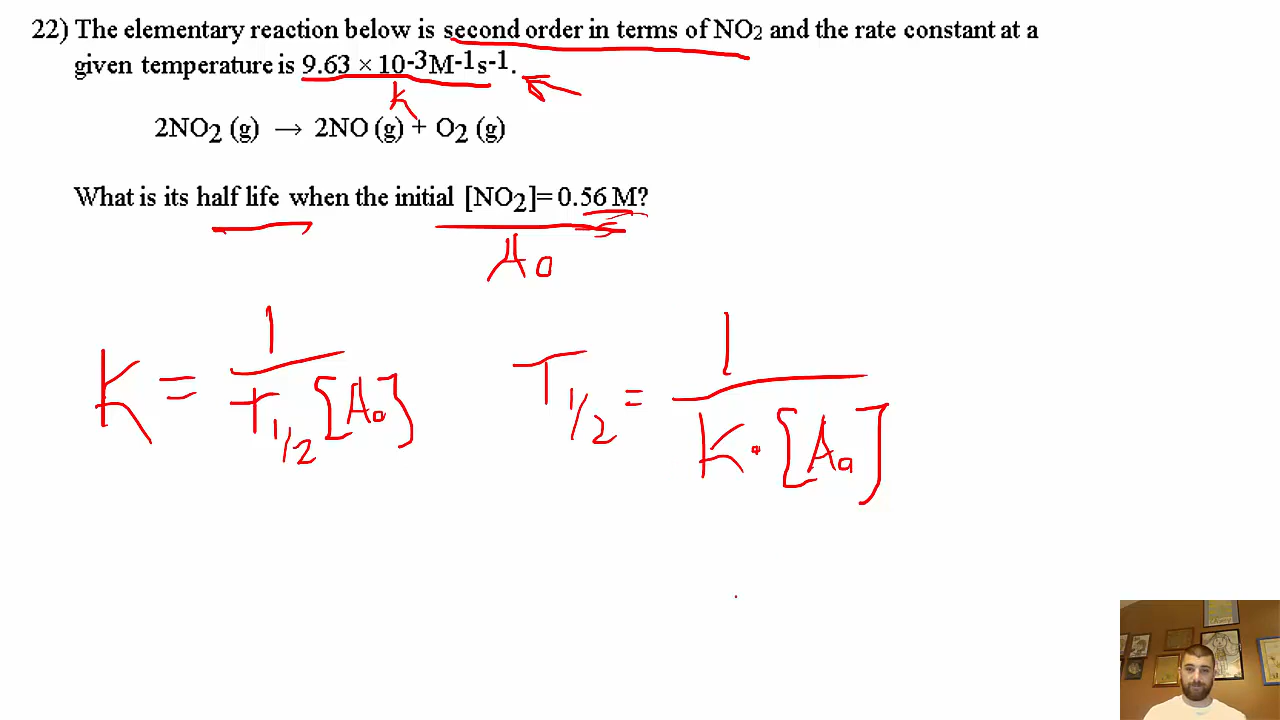 22) The elementary reaction below is second order in terms of NO₂ and the rate constant at a
given temperature is 9.63 × 10⁻³M⁻¹s⁻¹.
K
2NO₂ (g) → 2NO (g) + O₂ (g)
What is its half life when the initial [NO₂]= 0.56 M?
A₀
K = 1 / T₁/₂ [A₀]
T₁/₂ = 1 / K · [A₀]